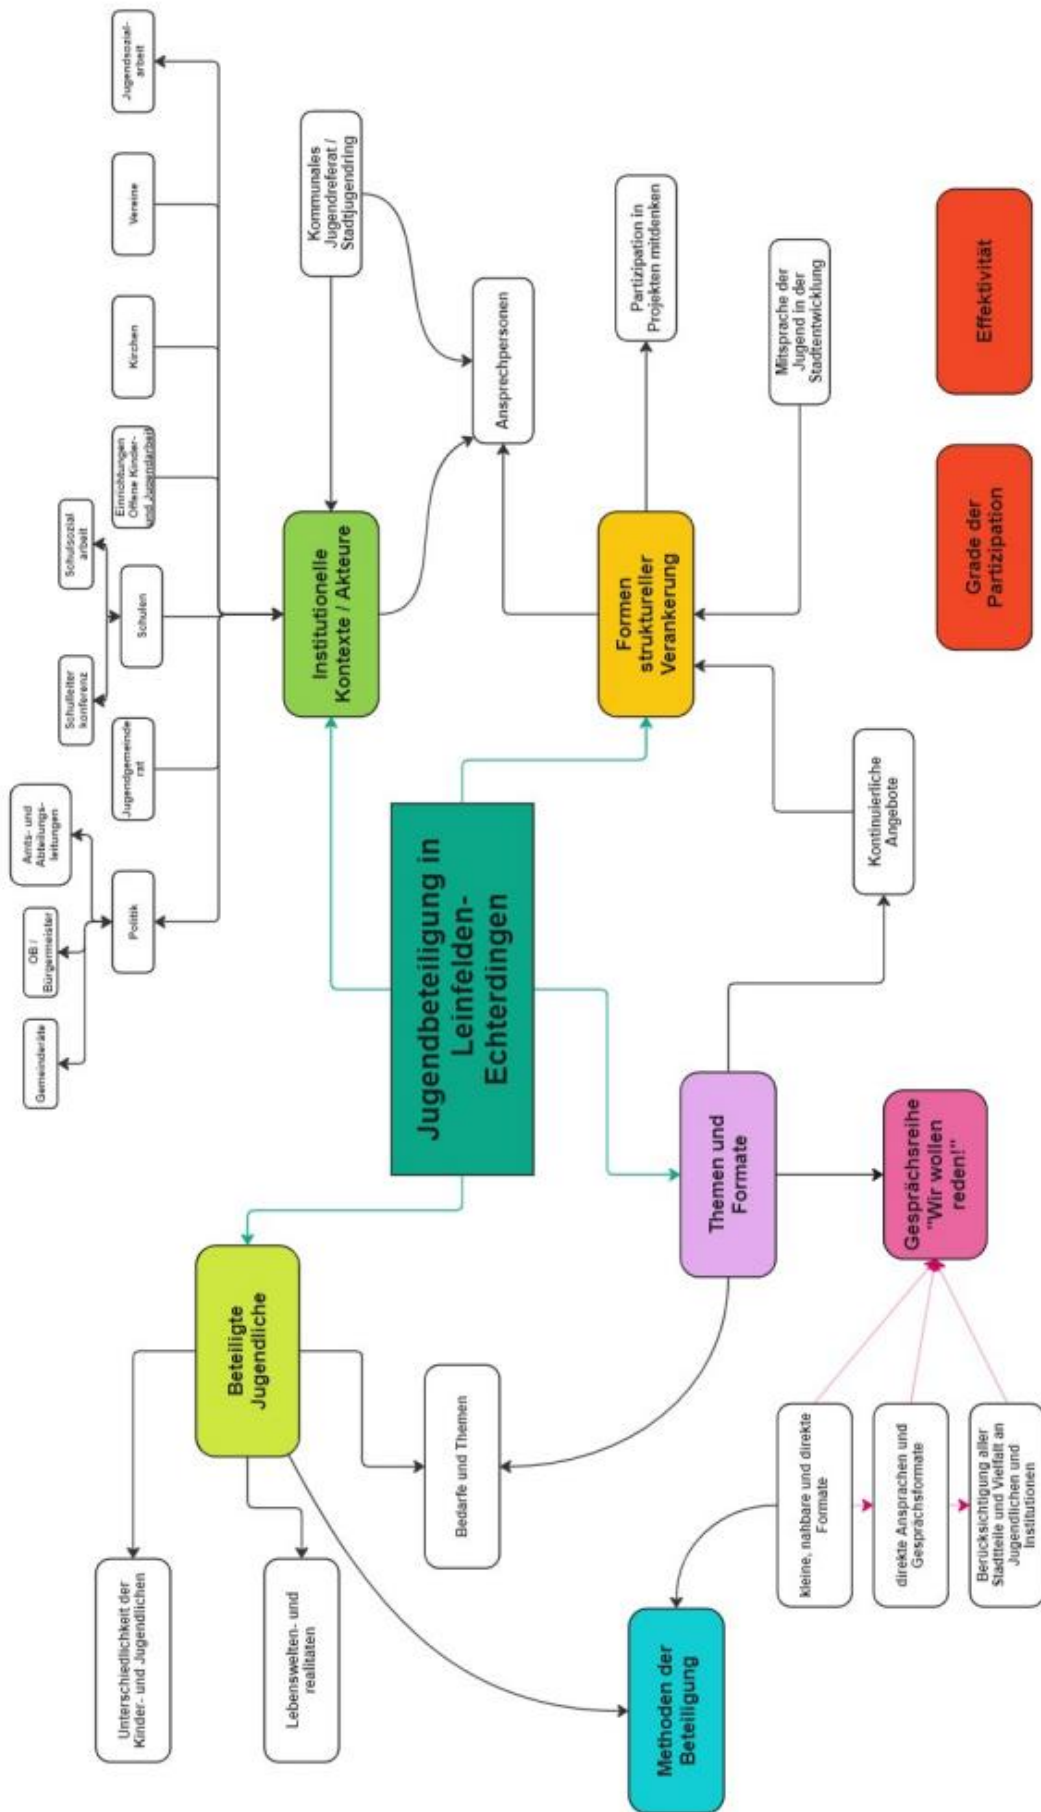 Gemeinderäte
OB /
Bürgermeister
Amts- und
Abteilungs-
leitungen
Schulleiter
konferenz
Schulsozial
arbeit
Unterschiedlichkeit der
Kinder- und Jugendlichen
Politik
Jugendgemeinde
rat
Schulen
Einrichtungen
Offene Kinder-
und Jugendarbeit
Kirchen
Vereine
Jugendsozial-
arbeit
Beteiligte
Jugendliche
Lebenswelten- und
realitäten
Institutionelle
Kontexte / Akteure
Kommunales
Jugendreferat /
Stadtjugendring
Bedarfe und Themen
Jugendbeteiligung in
Leinfelden-
Echterdingen
Ansprechpersonen
Methoden der
Beteiligung
Themen und
Formate
Formen
struktureller
Verankerung
Partizipation in
Projekten mitdenken
kleine, nahbare und direkte
Formate
Mitsprache der
Jugend in der
Stadtentwicklung
direkte Ansprachen und
Gesprächsformate
Gesprächsreihe
"Wir wollen
reden!"
Kontinuierliche
Angebote
Berücksichtigung aller
Stadtteile und Vielfalt an
Jugendlichen und
Institutionen
Grade der
Partizipation
Effektivität